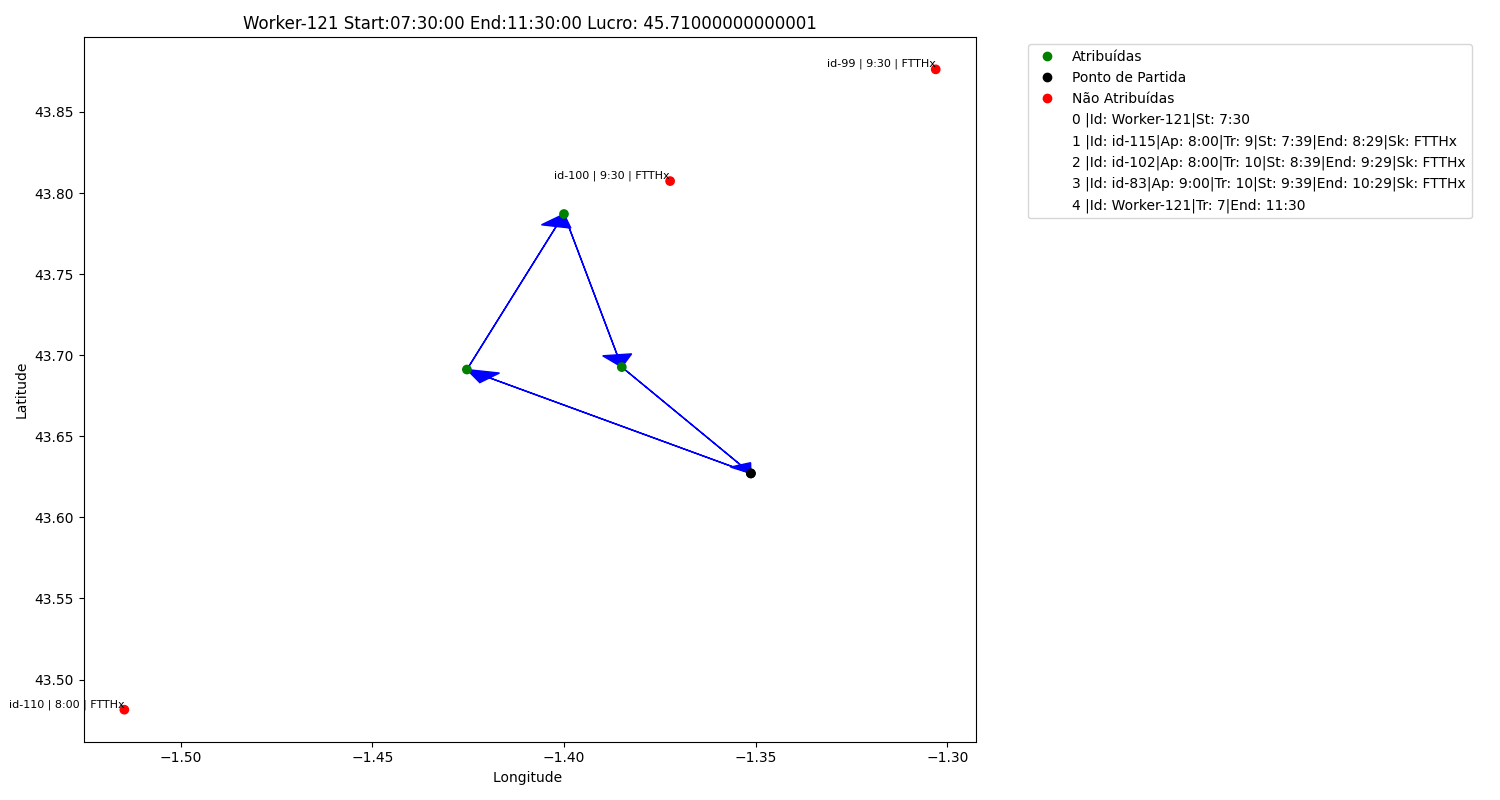 Worker-121 Start:07:30:00 End:11:30:00 Lucro: 45.71000000000001
id-99 | 9:30 | FTTHx
id-100 | 9:30 | FTTHx
id-110 | 8:00 | FTTHx
43.85
43.80
43.75
43.70
43.65
43.60
43.55
43.50
Latitude
−1.50
−1.45
−1.40
−1.35
−1.30
Longitude
Atribuídas
Ponto de Partida
Não Atribuídas
0 |Id: Worker-121|St: 7:30
1 |Id: id-115|Ap: 8:00|Tr: 9|St: 7:39|End: 8:29|Sk: FTTHx
2 |Id: id-102|Ap: 8:00|Tr: 10|St: 8:39|End: 9:29|Sk: FTTHx
3 |Id: id-83|Ap: 9:00|Tr: 10|St: 9:39|End: 10:29|Sk: FTTHx
4 |Id: Worker-121|Tr: 7|End: 11:30